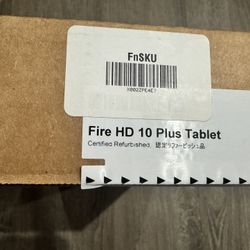 FnSKU
X002ZPE4E7
Fire HD 10 Plus Tablet
Certified Refurbished, 認定リファービッシュ品